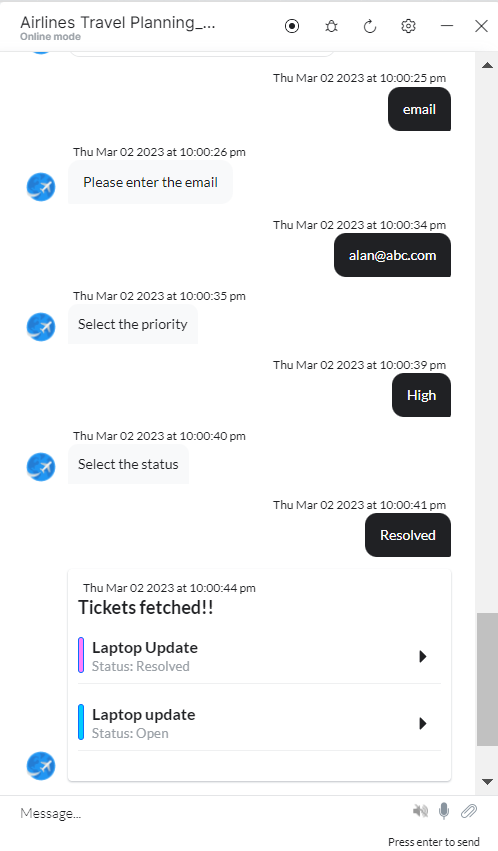 Airlines Travel Planning_...
Online mode
Thu Mar 02 2023 at 10:00:25 pm
email
Thu Mar 02 2023 at 10:00:26 pm
Please enter the email
Thu Mar 02 2023 at 10:00:34 pm
alan@abc.com
Thu Mar 02 2023 at 10:00:35 pm
Select the priority
Thu Mar 02 2023 at 10:00:39 pm
High
Thu Mar 02 2023 at 10:00:40 pm
Select the status
Thu Mar 02 2023 at 10:00:41 pm
Resolved
Thu Mar 02 2023 at 10:00:44 pm
Tickets fetched!!
Laptop Update
Status: Resolved
Laptop update
Status: Open
Message...
Press enter to send